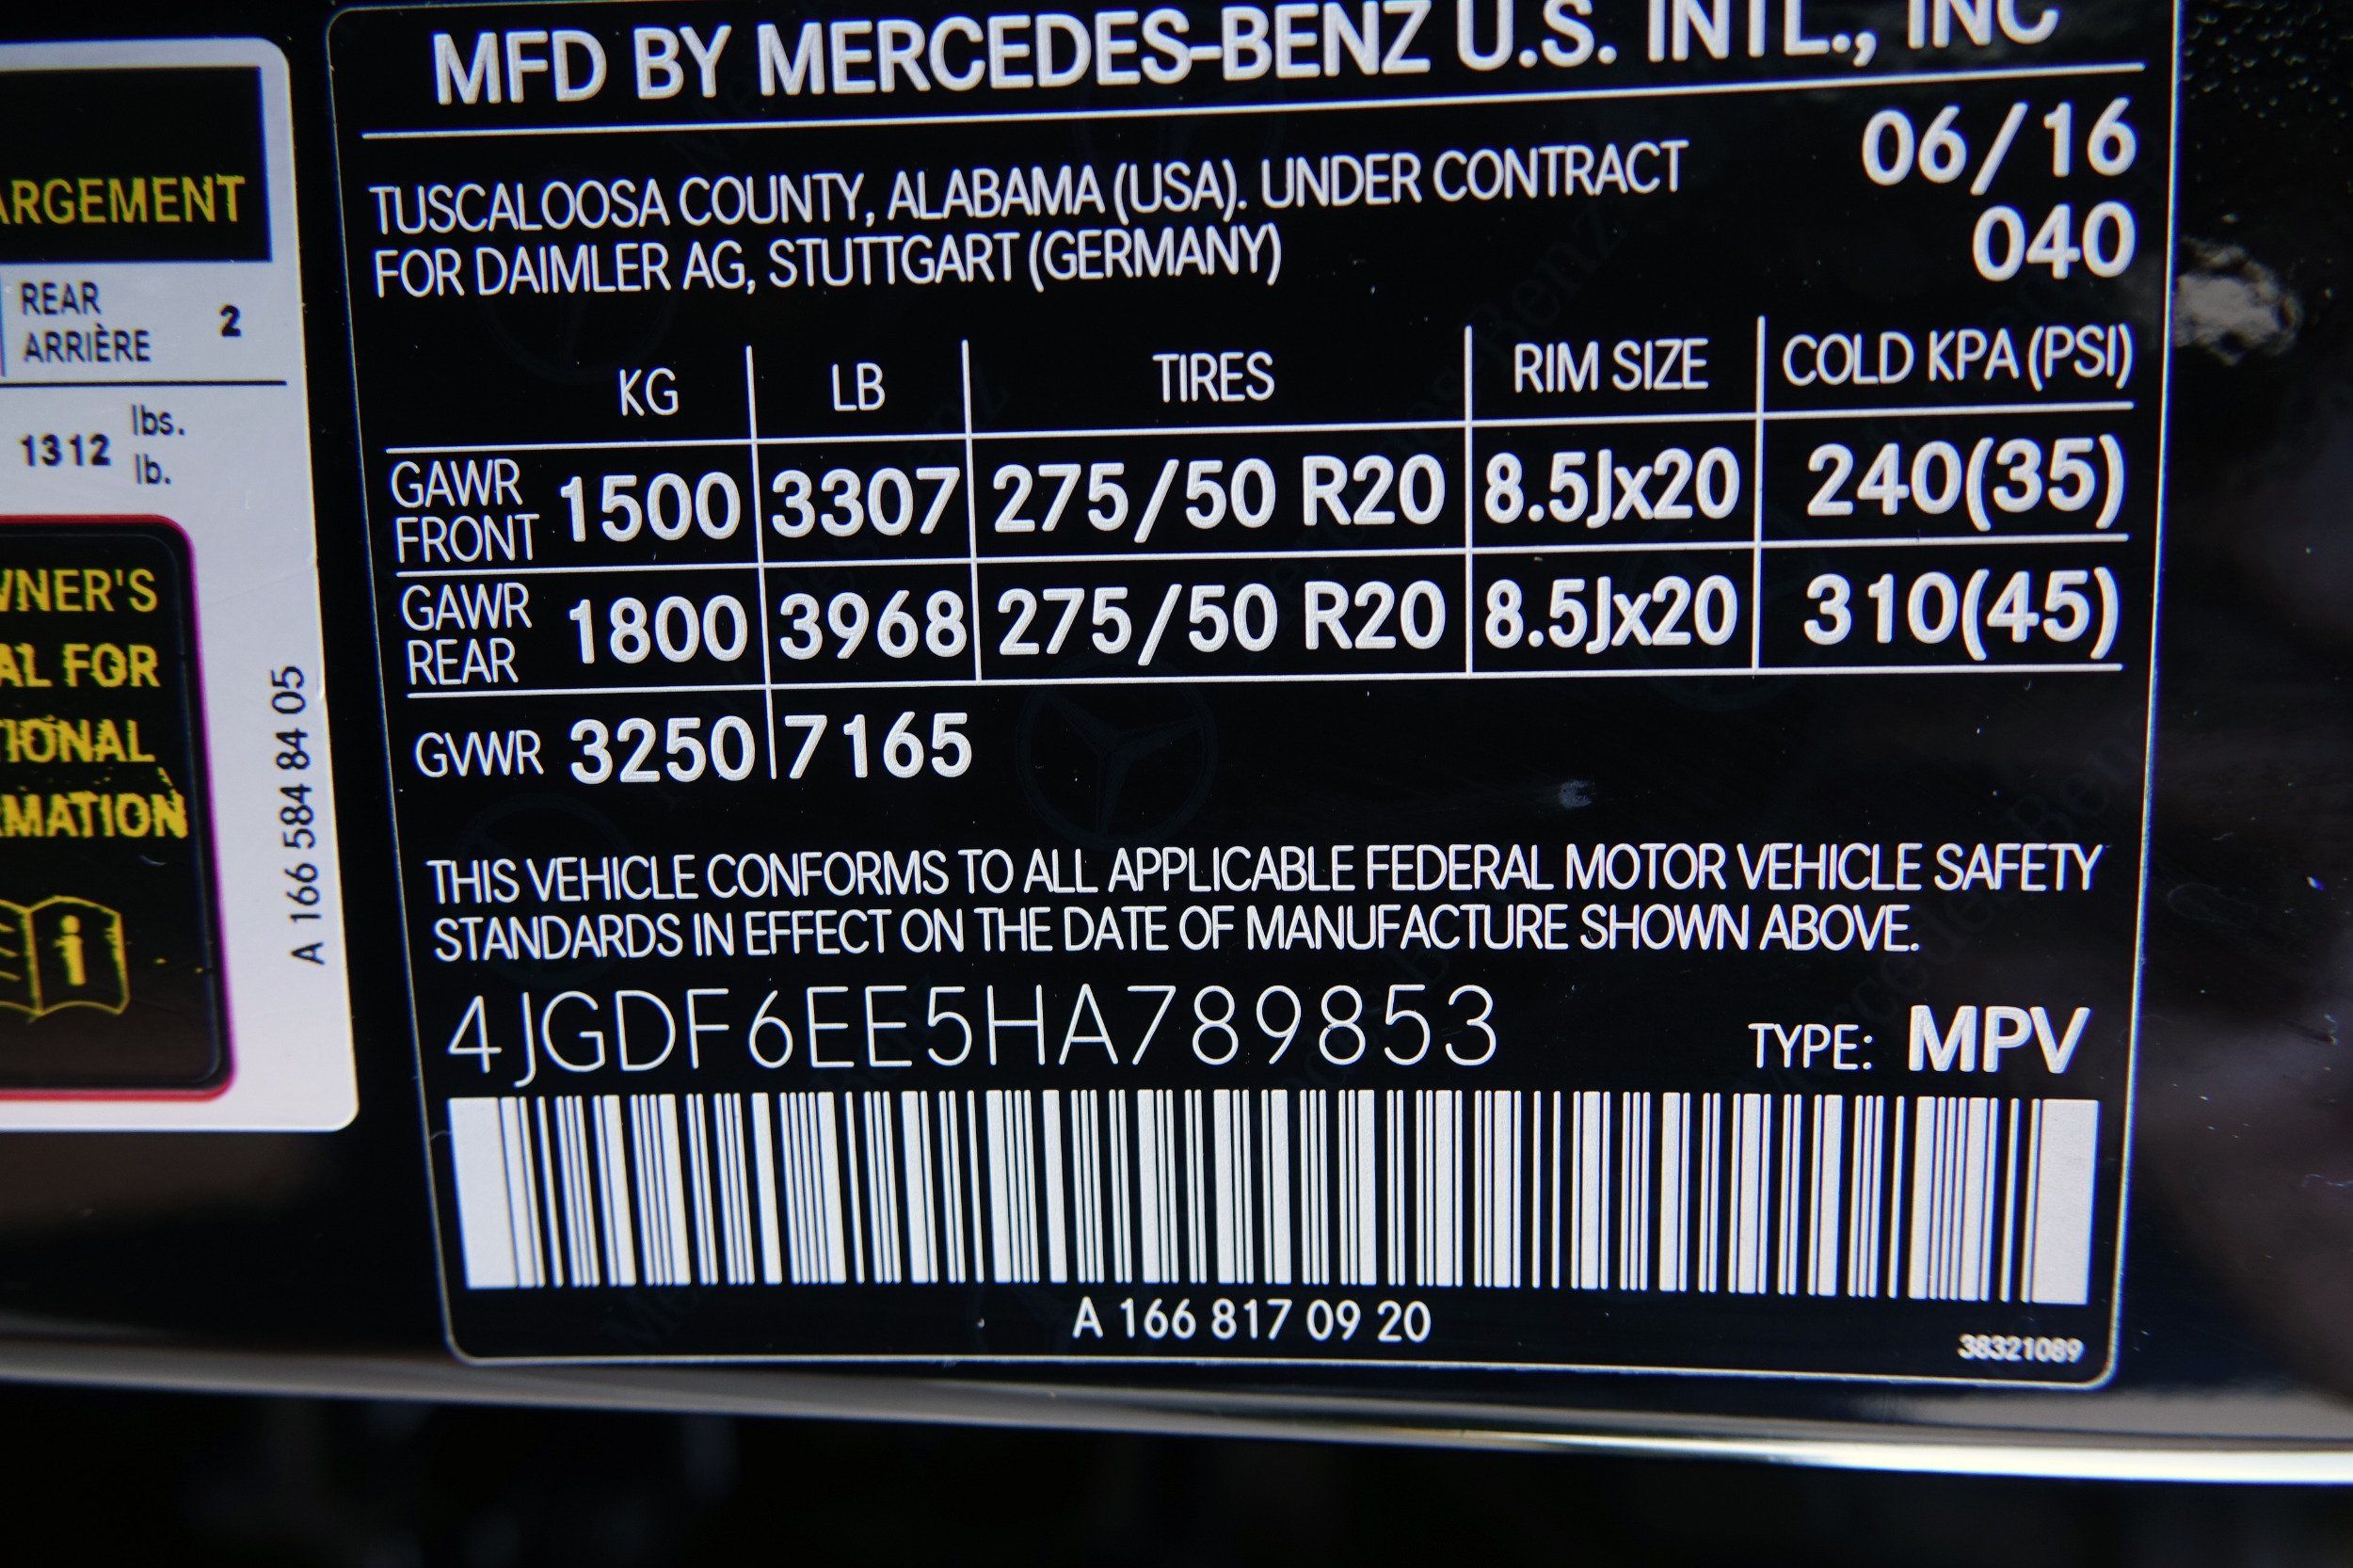 ARGEMENT
REAR
ARRIÈRE 2
1312 lbs.
lb.
WNER'S
AL FOR
TIONAL
RMATION
A 166 584 84 05
MFD BY MERCEDES-BENZ U.S. INTL., INC
TUSCALOOSA COUNTY, ALABAMA (USA). UNDER CONTRACT
FOR DAIMLER AG, STUTTGART (GERMANY)
06/16
040
KG LB TIRES RIM SIZE COLD KPA (PSI)
GAWR FRONT 1500 3307 275/50 R20 8.5Jx20 240(35)
GAWR REAR 1800 3968 275/50 R20 8.5Jx20 310(45)
GVWR 3250 7165
THIS VEHICLE CONFORMS TO ALL APPLICABLE FEDERAL MOTOR VEHICLE SAFETY
STANDARDS IN EFFECT ON THE DATE OF MANUFACTURE SHOWN ABOVE.
4JGDF6EE5HA789853 TYPE: MPV
A 166 817 09 20
38321089